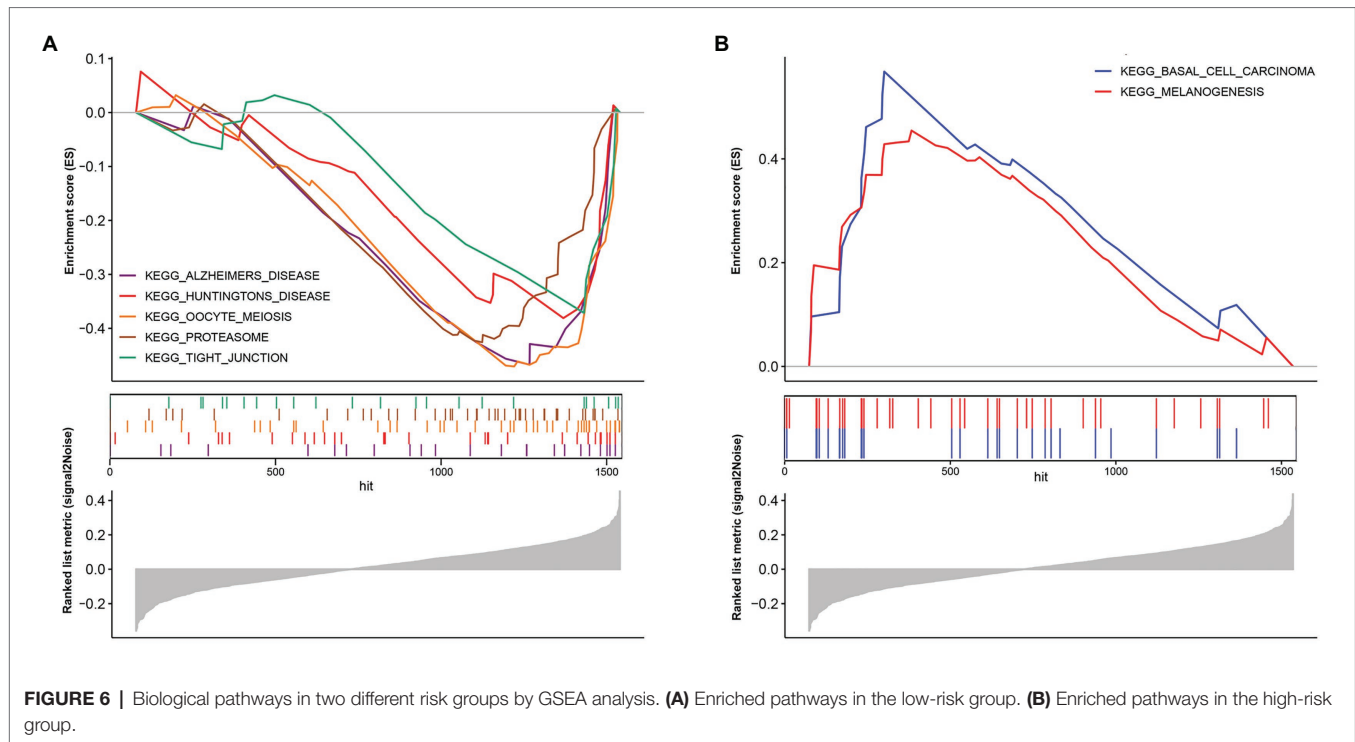 A
0.1
0.0
−0.1
−0.2
−0.3
−0.4
Enrichment score (ES)
KEGG_ALZHEIMERS_DISEASE
KEGG_HUNTINGTONS_DISEASE
KEGG_OOCYTE_MEIOSIS
KEGG_PROTEASOME
KEGG_TIGHT_JUNCTION
0 500 1000 1500
hit
0.4
0.2
0.0
−0.2
Ranked list metric (signal2Noise)
B
KEGG_BASAL_CELL_CARCINOMA
KEGG_MELANOGENESIS
0.4
0.2
0.0
Enrichment score (ES)
0 500 1000 1500
hit
0.4
0.2
0.0
−0.2
Ranked list metric (signal2Noise)
FIGURE 6 | Biological pathways in two different risk groups by GSEA analysis. (A) Enriched pathways in the low-risk group. (B) Enriched pathways in the high-risk
group.